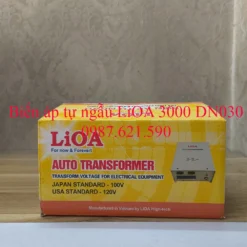 Biến áp tự ngẫu LiOA 3000 DN030
0987.621.590
LiOA
For now & Forever
AUTO TRANSFORMER
TRANSFORM VOLTAGE FOR ELECTRICAL EQUIPMENT
JAPAN STANDARD - 100V
USA STANDARD - 120V